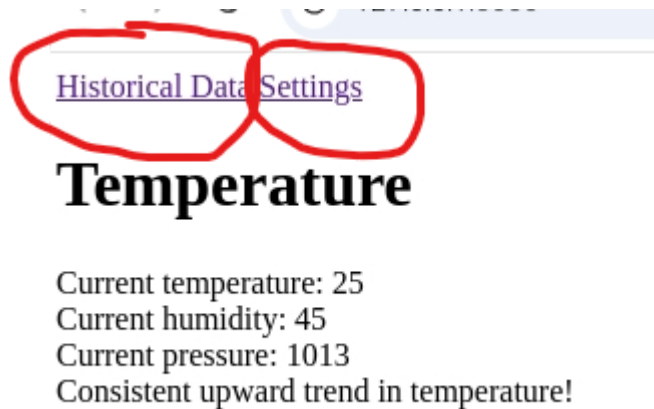 Historical Data Settings
Temperature
Current temperature: 25
Current humidity: 45
Current pressure: 1013
Consistent upward trend in temperature!